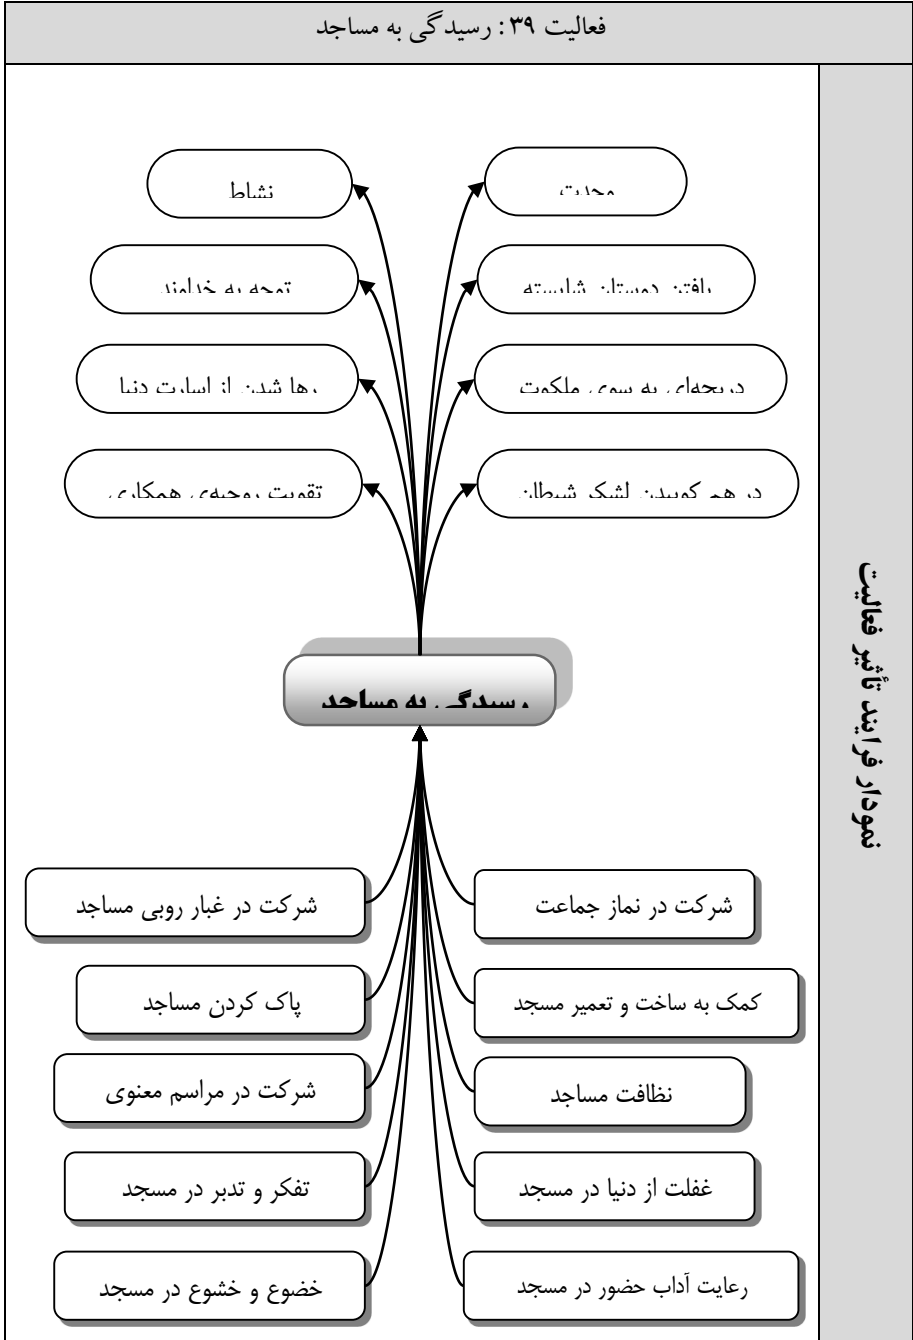 فعالیت ۳۹: رسیدگی به مساجد
نمودار فرایند تأثیر فعالیت
وحدت
نشاط
یافتن دوستان شایسته
توجه به خداوند
دریچه‌ای به سوی ملکوت
رها شدن از اسارت دنیا
در هم کوبیدن لشکر شیطان
تقویت روحیه‌ی همکاری
رسیدگی به مساجد
شرکت در نماز جماعت
شرکت در غبار روبی مساجد
کمک به ساخت و تعمیر مسجد
پاک کردن مساجد
نظافت مساجد
شرکت در مراسم معنوی
غفلت از دنیا در مسجد
تفکر و تدبر در مسجد
رعایت آداب حضور در مسجد
خضوع و خشوع در مسجد